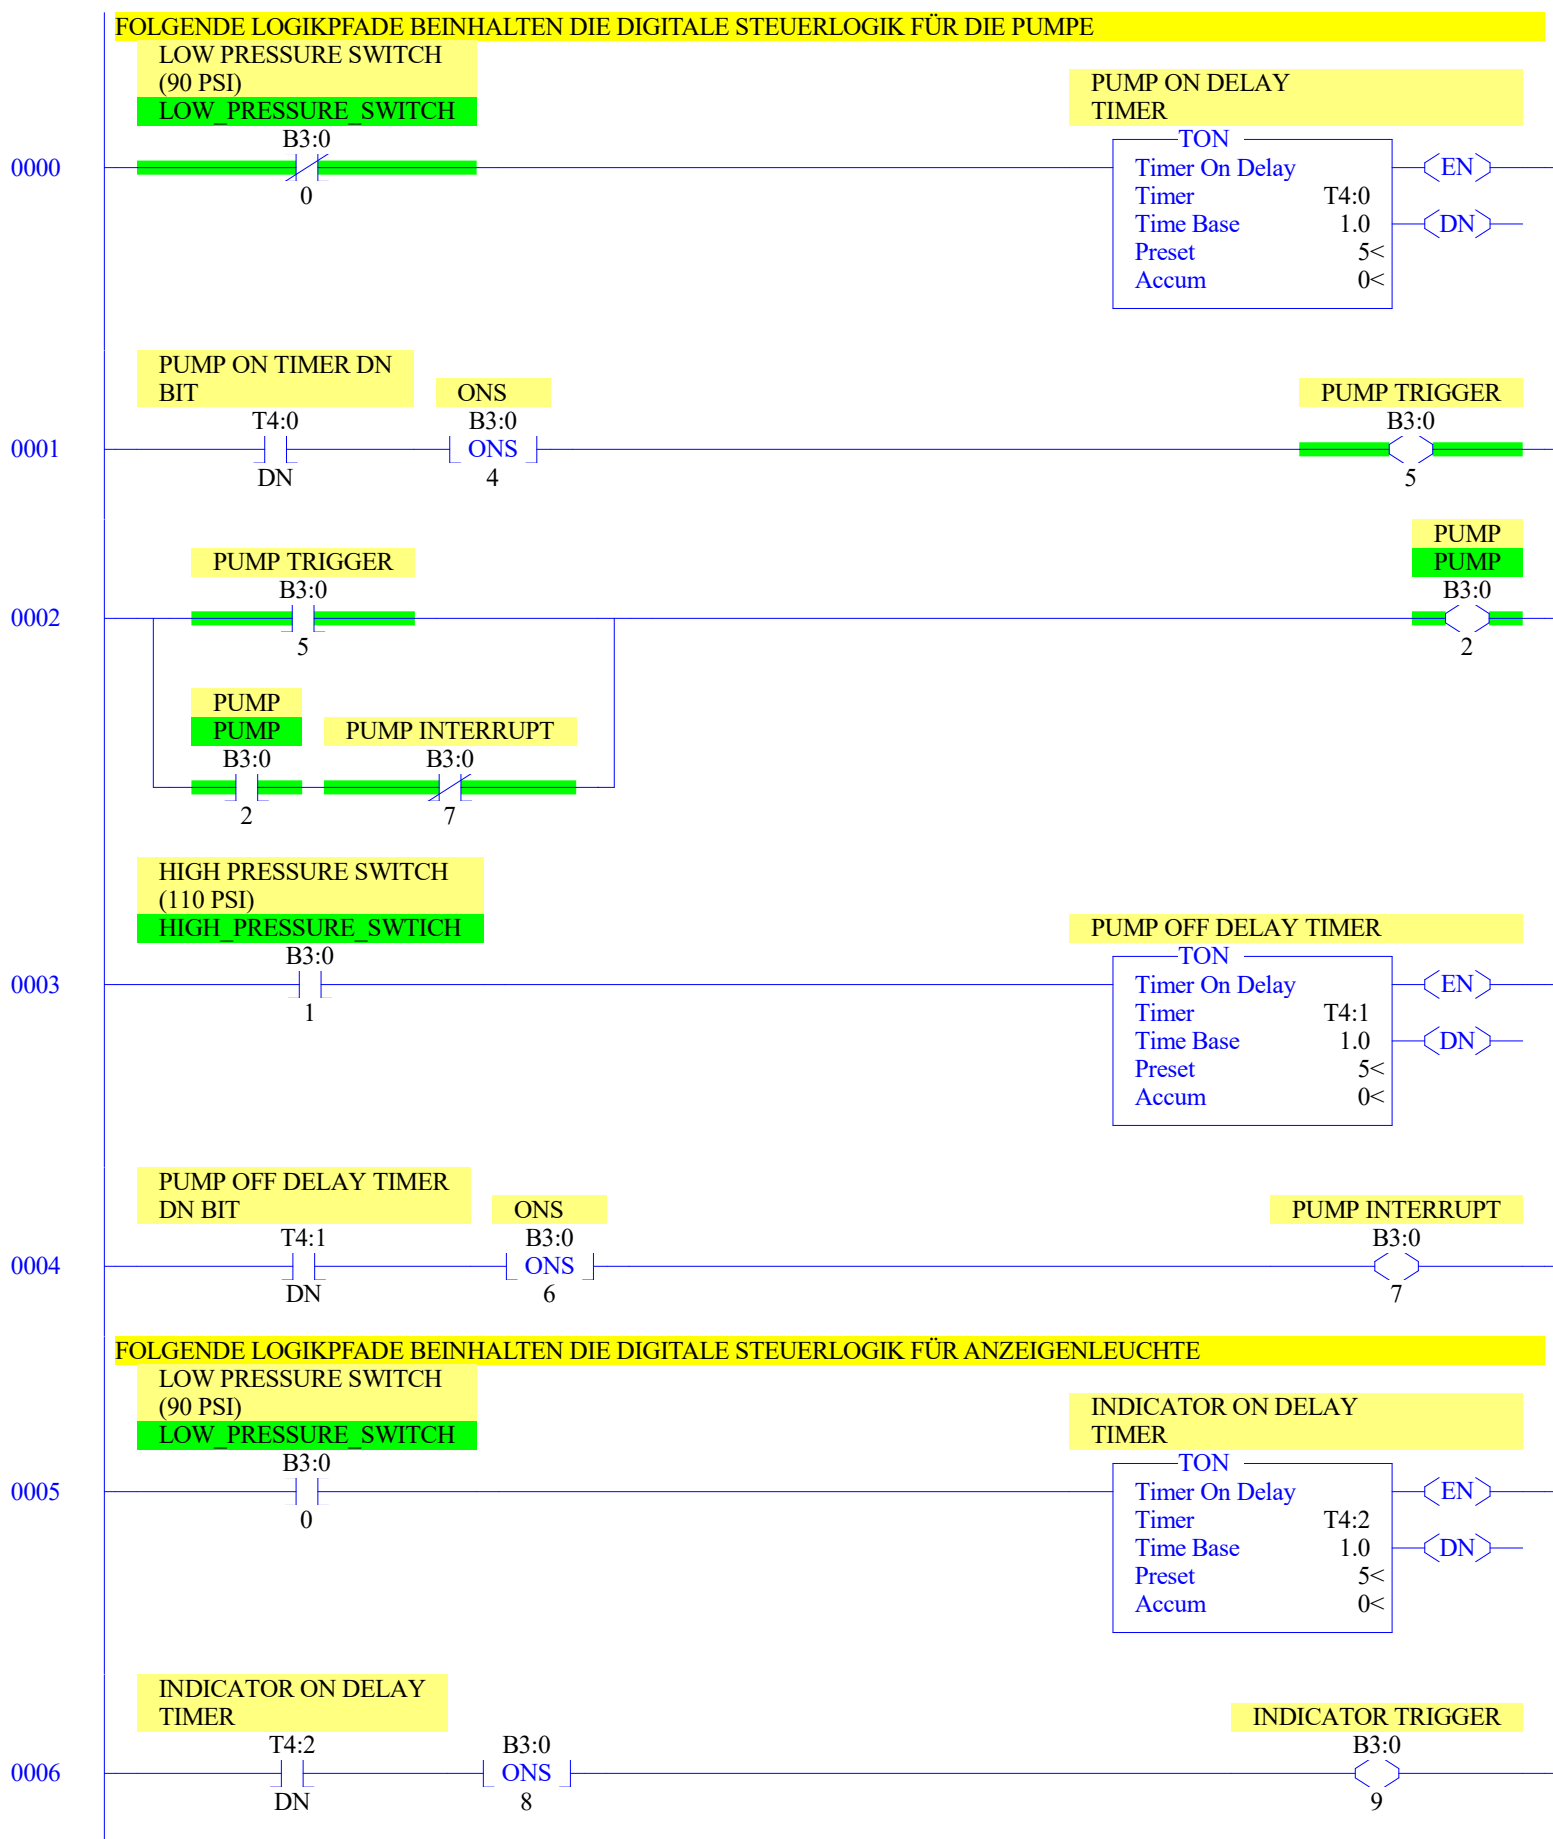 FOLGENDE LOGIKPFADE BEINHALTEN DIE DIGITALE STEUERLOGIK FÜR DIE PUMPE
LOW PRESSURE SWITCH
(90 PSI)
LOW_PRESSURE_SWITCH
B3:0
0
PUMP ON DELAY
TIMER
TON
0000
Timer On Delay
EN
Timer T4:0
Time Base 1.0
DN
Preset 5<
Accum 0<
PUMP ON TIMER DN
BIT
T4:0
DN
ONS
B3:0
ONS
4
PUMP TRIGGER
B3:0
5
0001
PUMP TRIGGER
B3:0
5
PUMP
PUMP
B3:0
2
0002
PUMP
PUMP
B3:0
2
PUMP INTERRUPT
B3:0
7
HIGH PRESSURE SWITCH
(110 PSI)
HIGH_PRESSURE_SWTICH
B3:0
1
PUMP OFF DELAY TIMER
TON
0003
Timer On Delay
EN
Timer T4:1
Time Base 1.0
DN
Preset 5<
Accum 0<
PUMP OFF DELAY TIMER
DN BIT
T4:1
DN
ONS
B3:0
ONS
6
PUMP INTERRUPT
B3:0
7
0004
FOLGENDE LOGIKPFADE BEINHALTEN DIE DIGITALE STEUERLOGIK FÜR ANZEIGENLEUCHTE
LOW PRESSURE SWITCH
(90 PSI)
LOW_PRESSURE_SWITCH
B3:0
0
INDICATOR ON DELAY
TIMER
TON
0005
Timer On Delay
EN
Timer T4:2
Time Base 1.0
DN
Preset 5<
Accum 0<
INDICATOR ON DELAY
TIMER
T4:2
DN
B3:0
ONS
8
INDICATOR TRIGGER
B3:0
9
0006